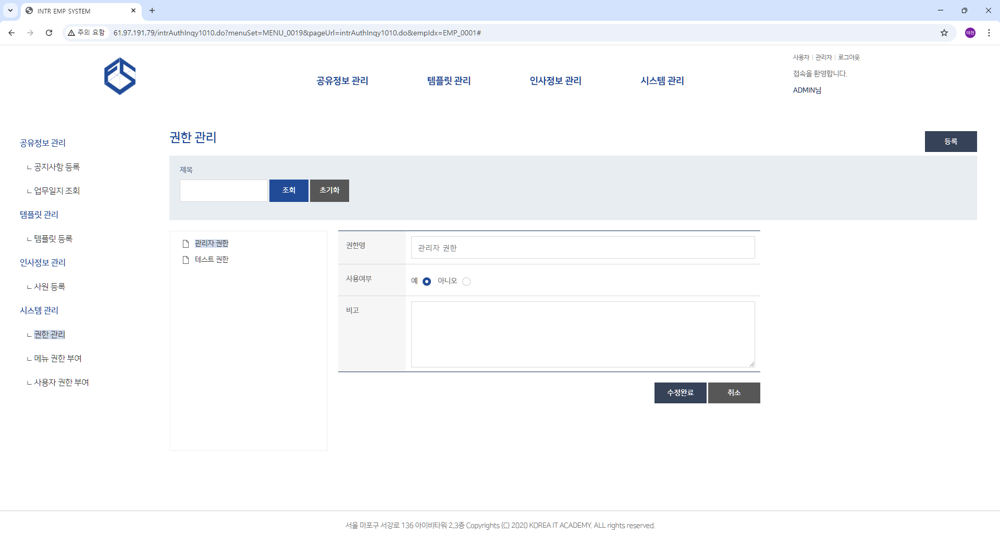 INTR EMP SYSTEM
주의 요함 61.97.191.79/intrAuthInqy1010.do?menuSet=MENU_0019&pageUrl=intrAuthInqy1010.do&empIdx=EMP_0001#
태현
사용자 | 관리자 | 로그아웃
접속을 환영합니다.
ADMIN님
공유정보 관리 템플릿 관리 인사정보 관리 시스템 관리
공유정보 관리
ㄴ 공지사항 등록
ㄴ 업무일지 조회
템플릿 관리
ㄴ 템플릿 등록
인사정보 관리
ㄴ 사원 등록
시스템 관리
ㄴ 권한 관리
ㄴ 메뉴 권한 부여
ㄴ 사용자 권한 부여
권한 관리
등록
제목
조회 초기화
관리자 권한
테스트 권한
권한명 관리자 권한
사용여부 예 아니오
비고
수정완료 취소
서울 마포구 서강로 136 아이비타워 2,3층 Copyrights (C) 2020 KOREA IT ACADEMY. ALL rights reserved.